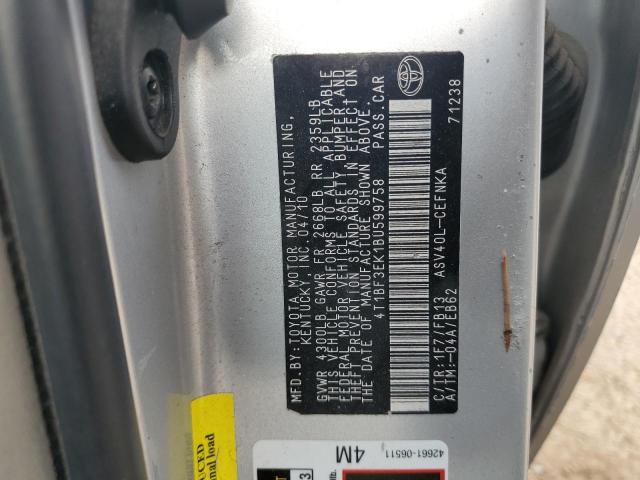 MFD.BY:TOYOTA MOTOR MANUFACTURING,
KENTUCKY, INC. 04/10
GVWR 4300LB GAWR FR 2668LB RR 2359LB
THIS VEHICLE CONFORMS TO ALL APPLICABLE
FEDERAL MOTOR VEHICLE SAFETY, BUMPER, AND
THEFT PREVENTION STANDARDS IN EFFECT ON
THE DATE OF MANUFACTURE SHOWN ABOVE.
4T1BF3EK1BU599758 PASS.CAR
C/TR:1F7/FB13 ASV40L-CEFNKA
A/TM:-04A/EB62 71238
42661-06511
4M